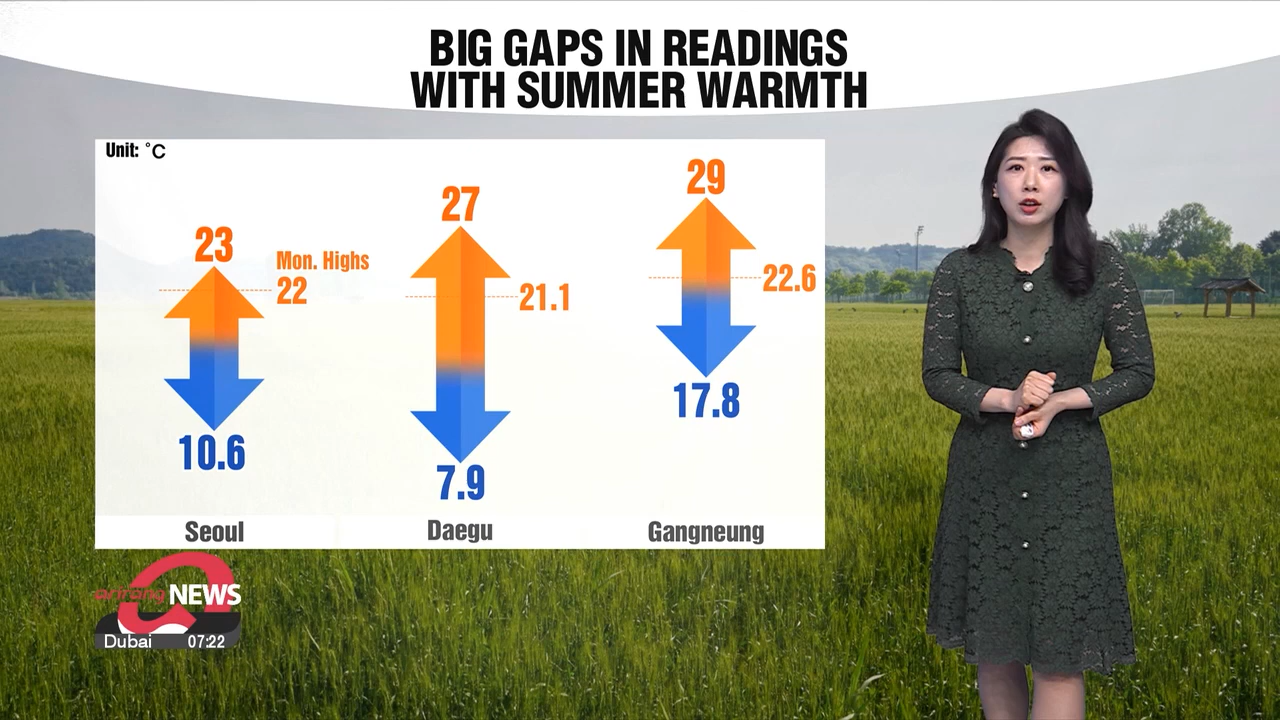 BIG GAPS IN READINGS
WITH SUMMER WARMTH
Unit: °C
23
Mon. Highs
22
10.6
Seoul
27
21.1
7.9
Daegu
29
22.6
17.8
Gangneung
arirang NEWS
Dubai 07:22